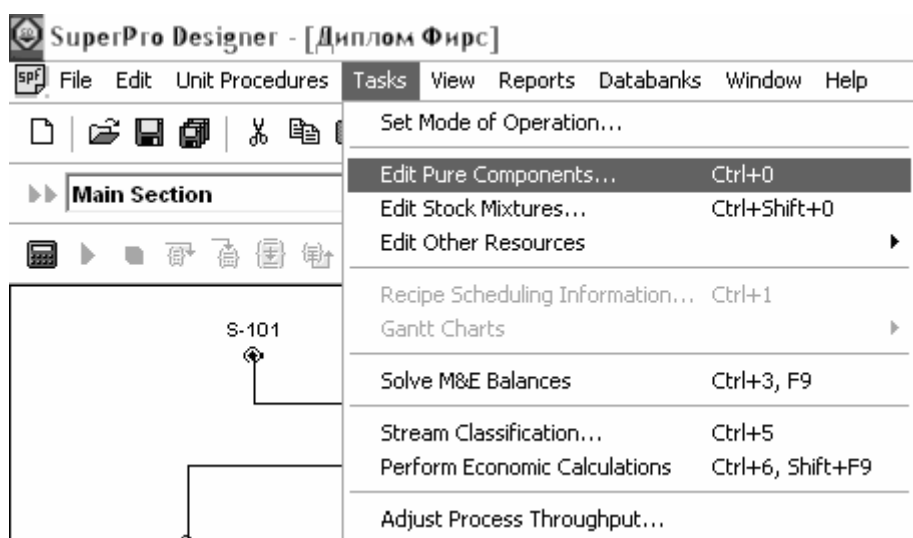 SuperPro Designer - [Диплом Фирс]
spf File Edit Unit Procedures Tasks View Reports Databanks Window Help
Set Mode of Operation...
Edit Pure Components... Ctrl+0
Main Section
Edit Stock Mixtures... Ctrl+Shift+0
Edit Other Resources
Recipe Scheduling Information... Ctrl+1
S-101
Gantt Charts
Solve M&E Balances Ctrl+3, F9
Stream Classification... Ctrl+5
Perform Economic Calculations Ctrl+6, Shift+F9
Adjust Process Throughput...